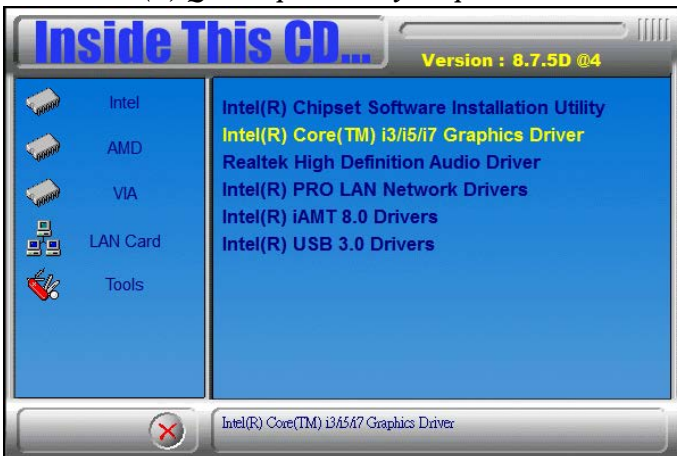 Inside This CD...
Version : 8.7.5D @4
Intel
AMD
VIA
LAN Card
Tools
Intel(R) Chipset Software Installation Utility
Intel(R) Core(TM) i3/i5/i7 Graphics Driver
Realtek High Definition Audio Driver
Intel(R) PRO LAN Network Drivers
Intel(R) iAMT 8.0 Drivers
Intel(R) USB 3.0 Drivers
Intel(R) Core(TM) i3/i5/i7 Graphics Driver